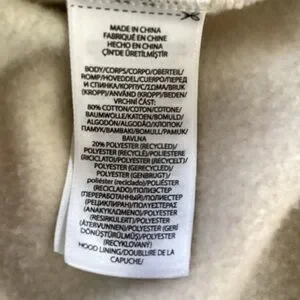 MADE IN CHINA
FABRIQUÉ EN CHINE
HECHO EN CHINA
ÇİN'DE ÜRETİLMİŞTİR
BODY/CORPS/CORPO/OBERTEIL/
ROMP/HOVEDDEL/CUERPO/ПЕРЕД
И СПИНКА/ΚΟΡΜΟΣ/ZGORA/BRUK
(KROPP)/ANVÄND (KROPP)/BEDEN/
VRCHNÍ ČÁST:
80% COTTON/COTON/COTONE/
BAUMWOLLE/KATOEN/BOMULD/
ALGODÓN/ALGODÃO/ХЛОПОК/
ΠΑΜΥΚ/ΒΑΜΒΑΚΙ/BOMULL/PAMUK/
BAVLNA
20% POLYESTER (RECYCLED)/
POLYESTER (RECYCLÉ)/POLIESTERE
(RICICLATO)/POLYESTER (RECYCELT)/
POLYESTER (GERECYCLED)/
POLYESTER (GENBRUGT)/
poliéster (reciclado)/POLIÉSTER
(RECICLADO)/ПОЛИЭСТЕР
(ПЕРЕРАБОТАННЫЙ)/ПОЛИЕСТЕР
(РЕЦИКЛИРАН)/ΠΟΛΥΕΣΤΕΡΑΣ
(ΑΝΑΚΥΚΛΩΜΕΝΟ)/POLYESTER
(RESIRKULERT)/POLYESTER
(ÅTERVUNNEN)/POLYESTER (GERİ
DÖNÜŞTÜRÜLMÜŞ)/POLYESTER
(RECYKLOVANÝ)
HOOD LINING/DOUBLURE DE LA
CAPUCHE/